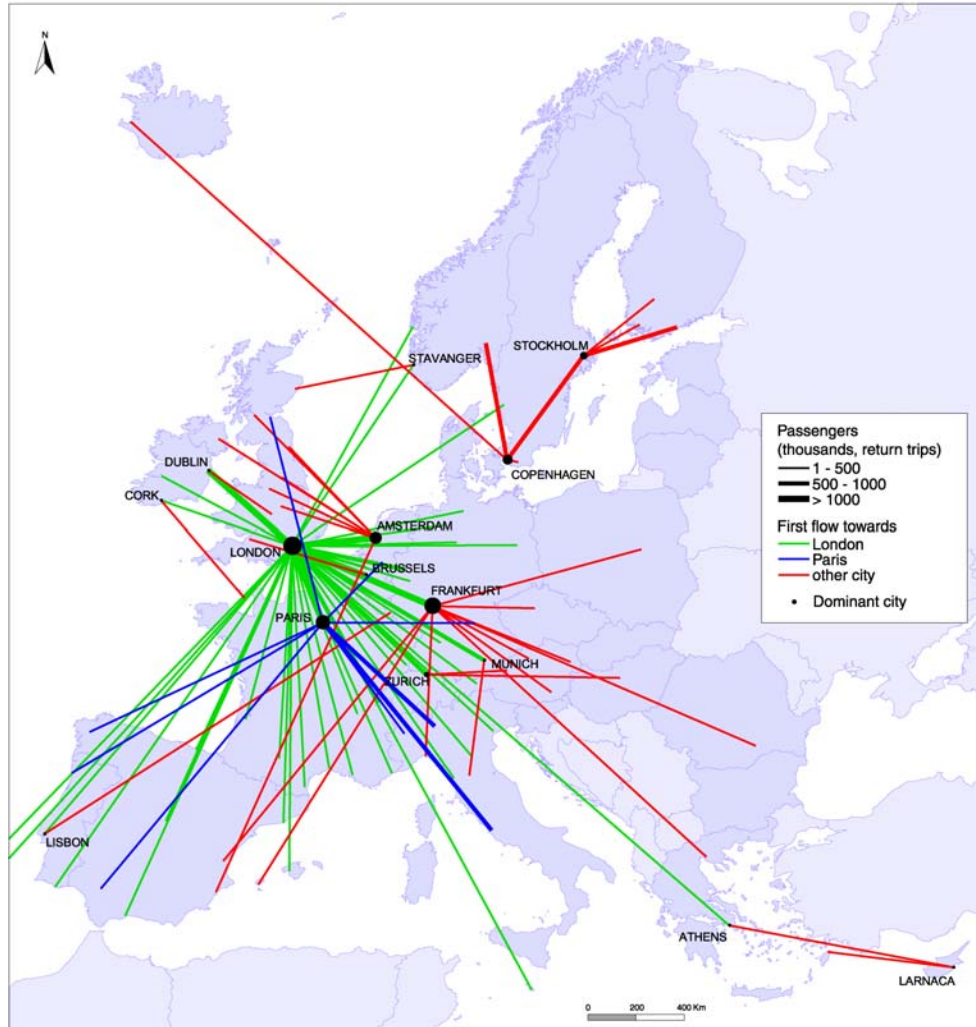 N
STAVANGER
STOCKHOLM
COPENHAGEN
DUBLIN
CORK
AMSTERDAM
LONDON
BRUSSELS
FRANKFURT
PARIS
MUNICH
ZURICH
LISBON
ATHENS
LARNACA
Passengers
(thousands, return trips)
1 - 500
500 - 1000
> 1000
First flow towards
London
Paris
other city
Dominant city
0 200 400 Km